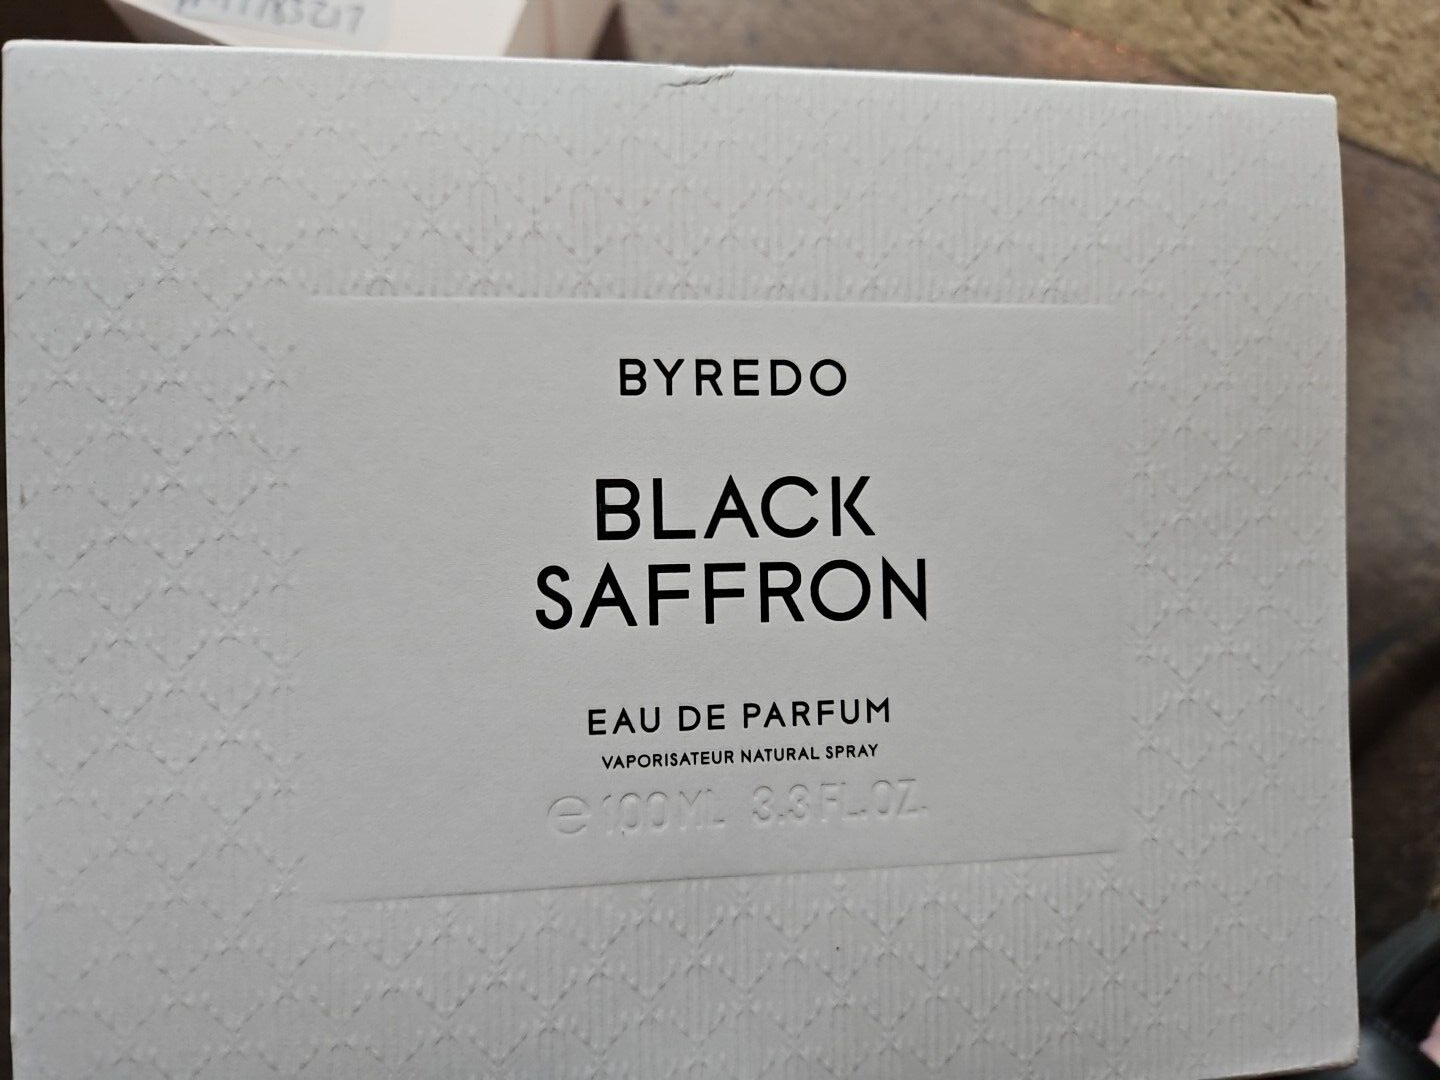 BYREDO
BLACK
SAFFRON
EAU DE PARFUM
VAPORISATEUR NATURAL SPRAY
℮ 100 ML 3.3 FL.OZ.